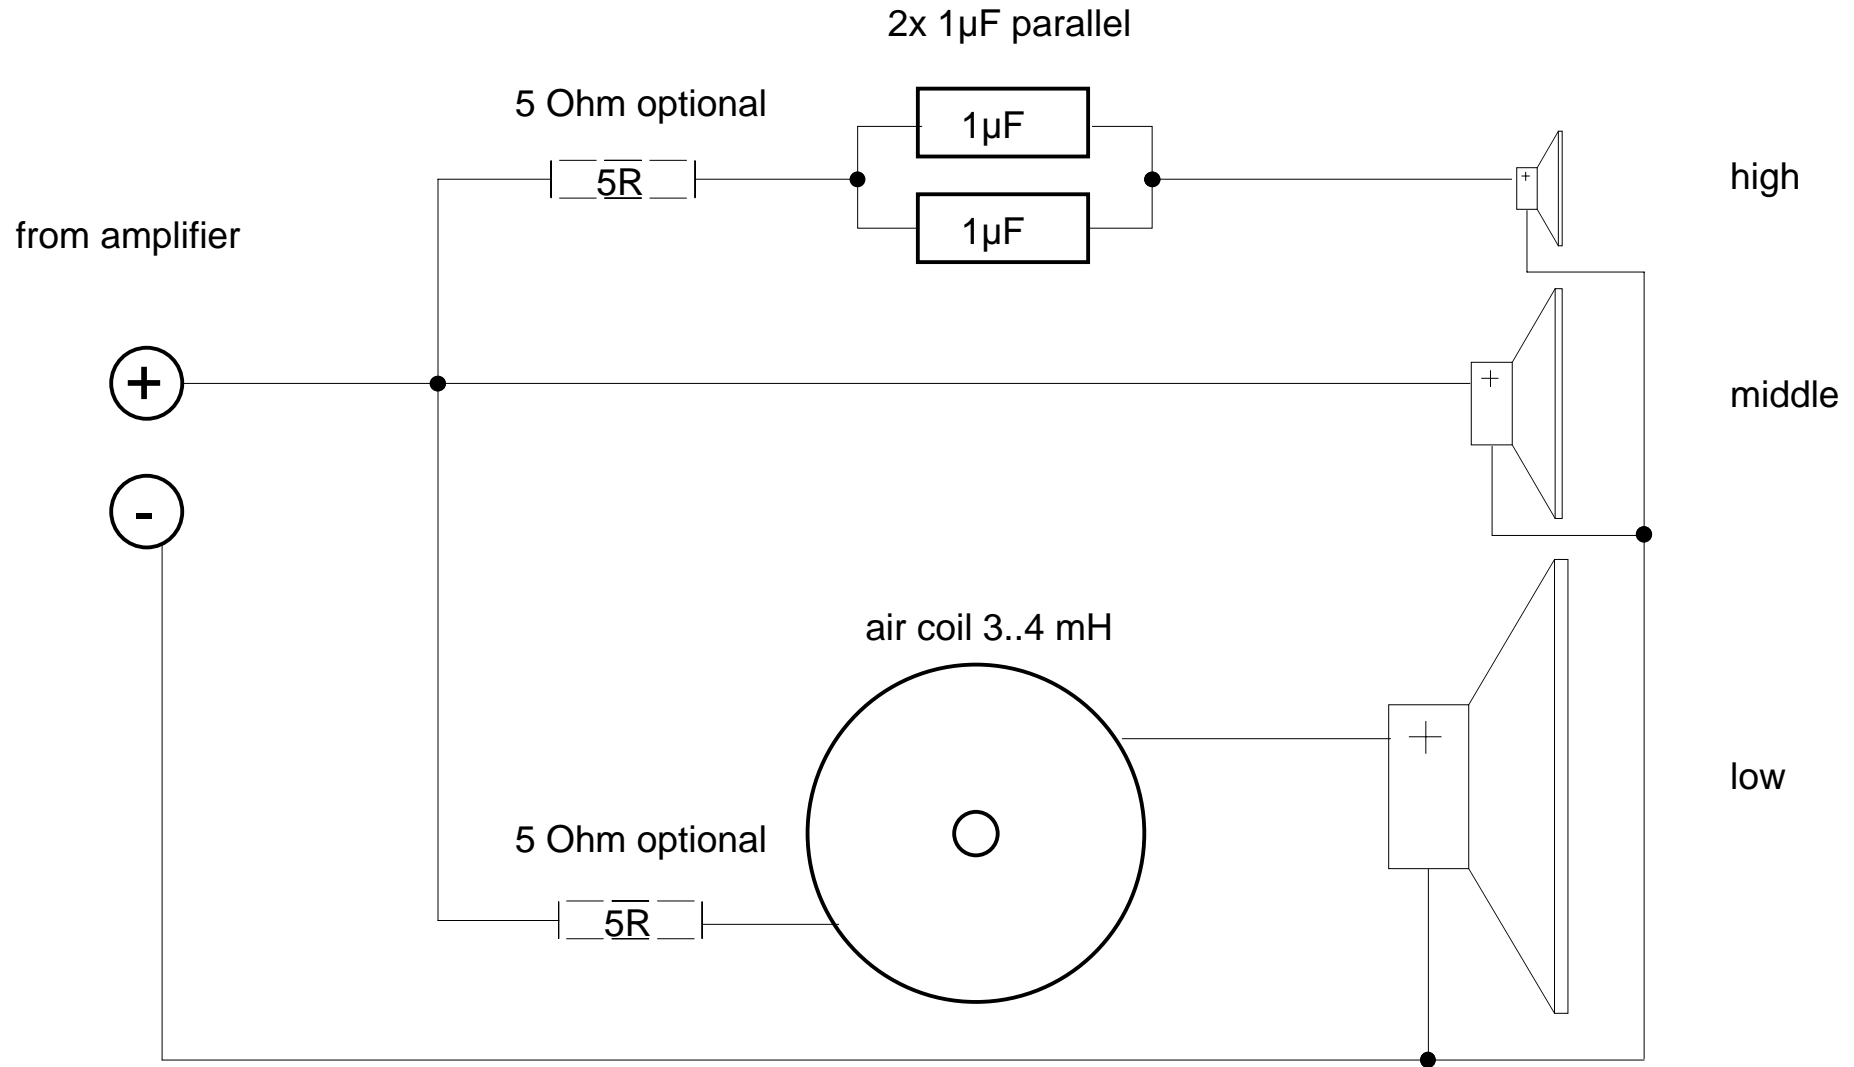 2x 1µF parallel
5 Ohm optional
1µF
5R
+
high
1µF
from amplifier
+
+
middle
-
air coil 3..4 mH
+
low
5 Ohm optional
5R